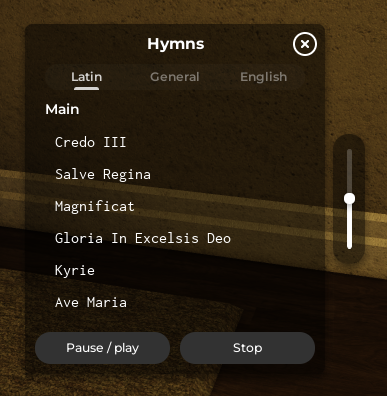 Hymns
Latin General English
Main
Credo III
Salve Regina
Magnificat
Gloria In Excelsis Deo
Kyrie
Ave Maria
Pause / play Stop